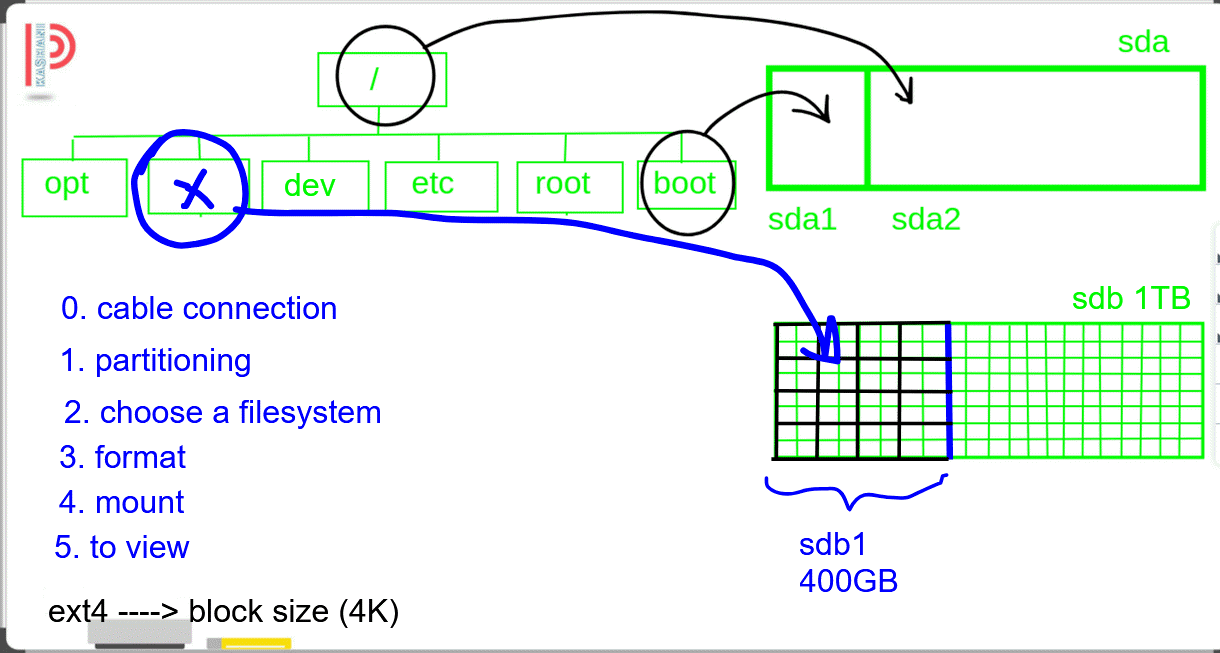 KASHANI
sda
/
opt
X
dev
etc
root
boot
sda1
sda2
sdb 1TB
0. cable connection
1. partitioning
2. choose a filesystem
3. format
4. mount
5. to view
sdb1
400GB
ext4 ----> block size (4K)